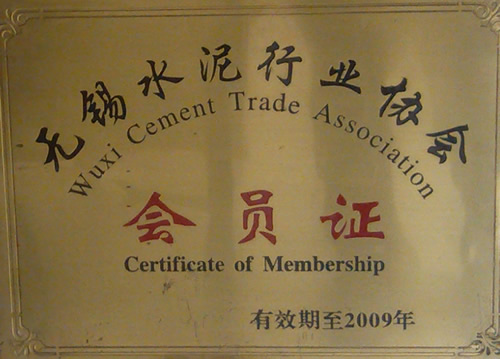 无锡水泥行业协会
Wuxi Cement Trade Association
会员证
Certificate of Membership
有效期至2009年